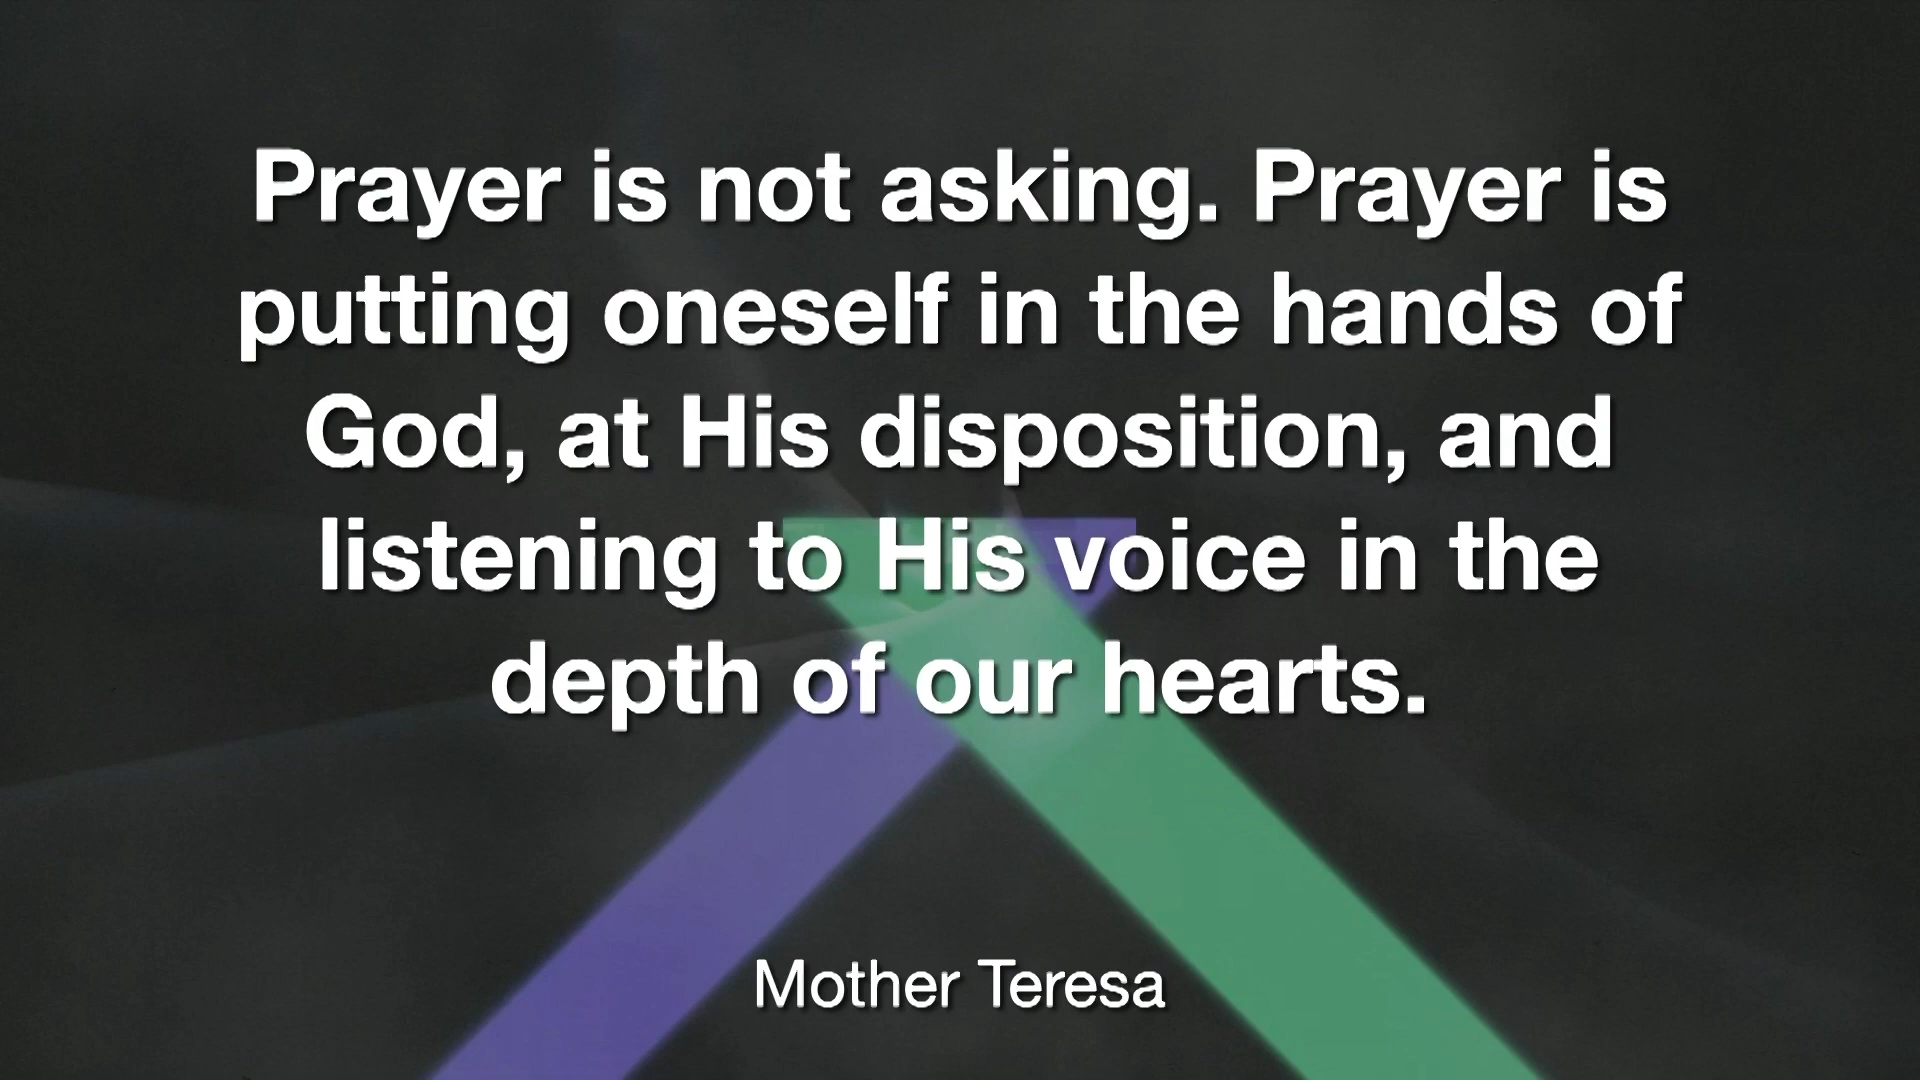 Prayer is not asking. Prayer is
putting oneself in the hands of
God, at His disposition, and
listening to His voice in the
depth of our hearts.
Mother Teresa